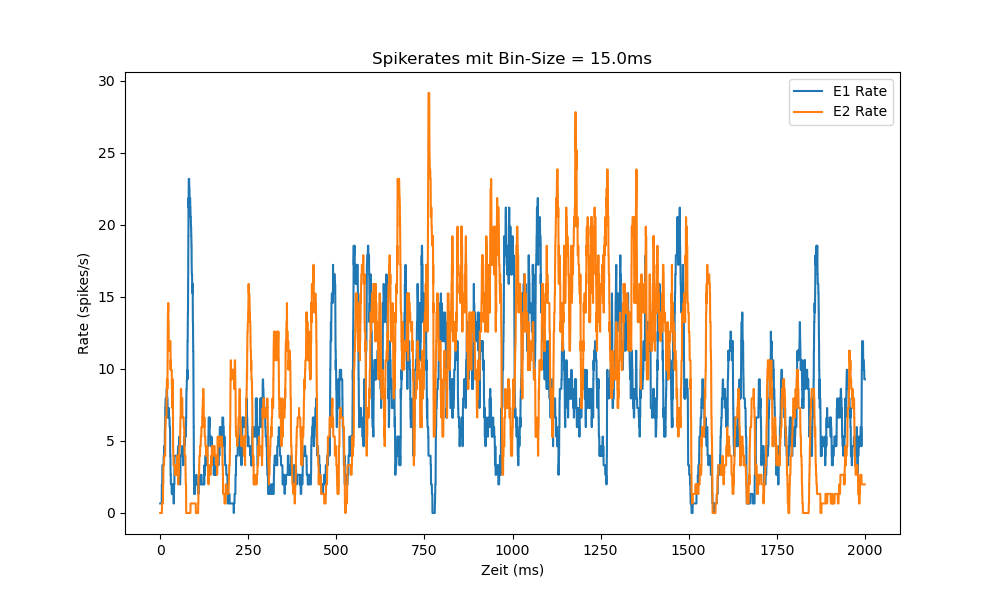 Spikerates mit Bin-Size = 15.0ms
E1 Rate
E2 Rate
30
25
20
15
10
5
0
Rate (spikes/s)
0 250 500 750 1000 1250 1500 1750 2000
Zeit (ms)